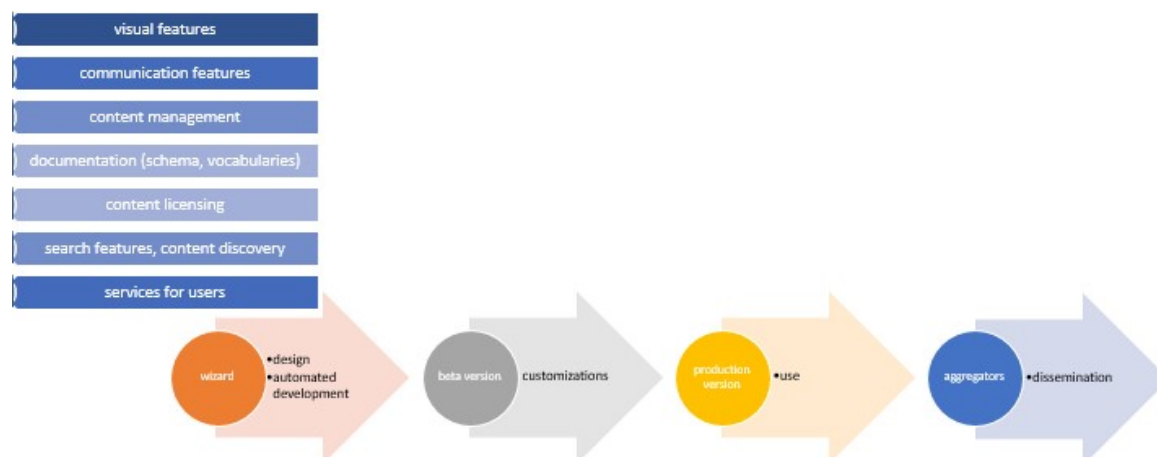 visual features
communication features
content management
documentation (schema, vocabularies)
content licensing
search features, content discovery
services for users
wizard
•design
•automated
development
beta version
customizations
production
version
•use
aggregators
•dissemination